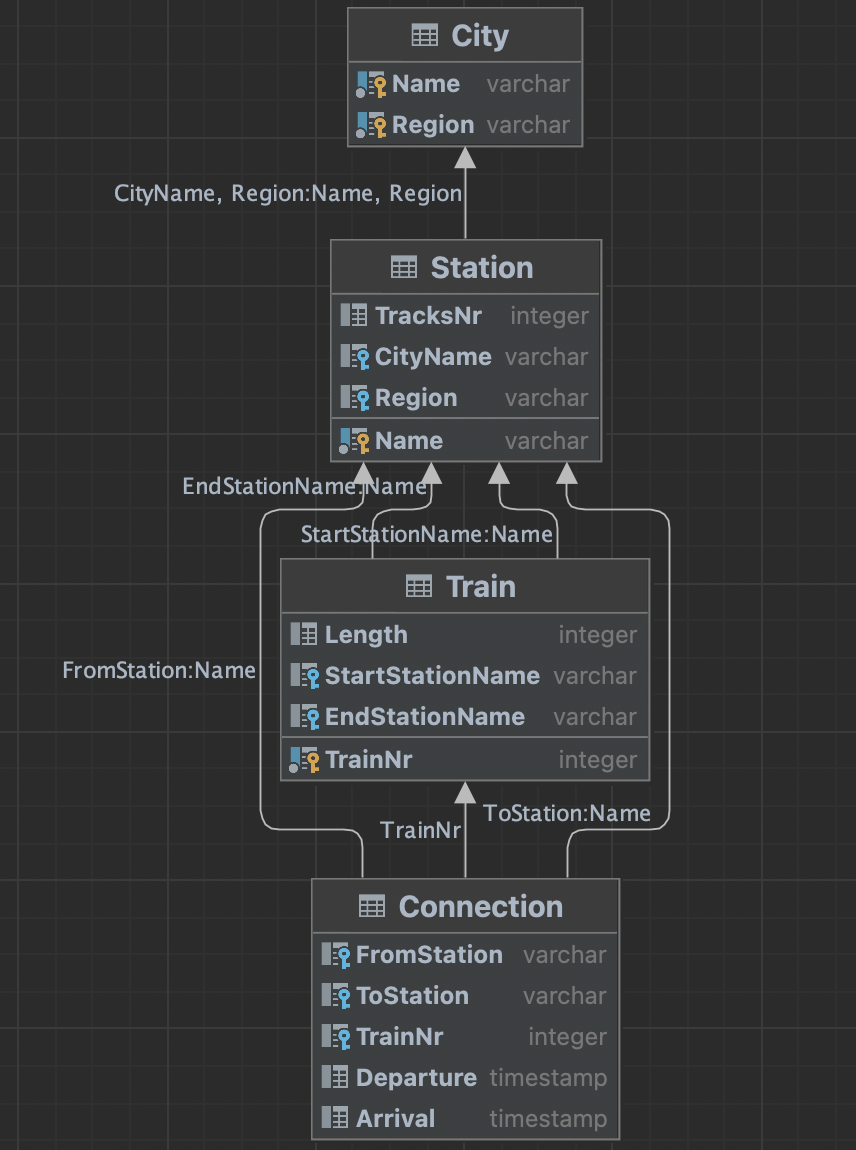 City
Name varchar
Region varchar
CityName, Region:Name, Region
Station
TracksNr integer
CityName varchar
Region varchar
Name varchar
EndStationName:Name
StartStationName:Name
Train
Length integer
FromStation:Name
StartStationName varchar
EndStationName varchar
TrainNr integer
ToStation:Name
TrainNr
Connection
FromStation varchar
ToStation varchar
TrainNr integer
Departure timestamp
Arrival timestamp